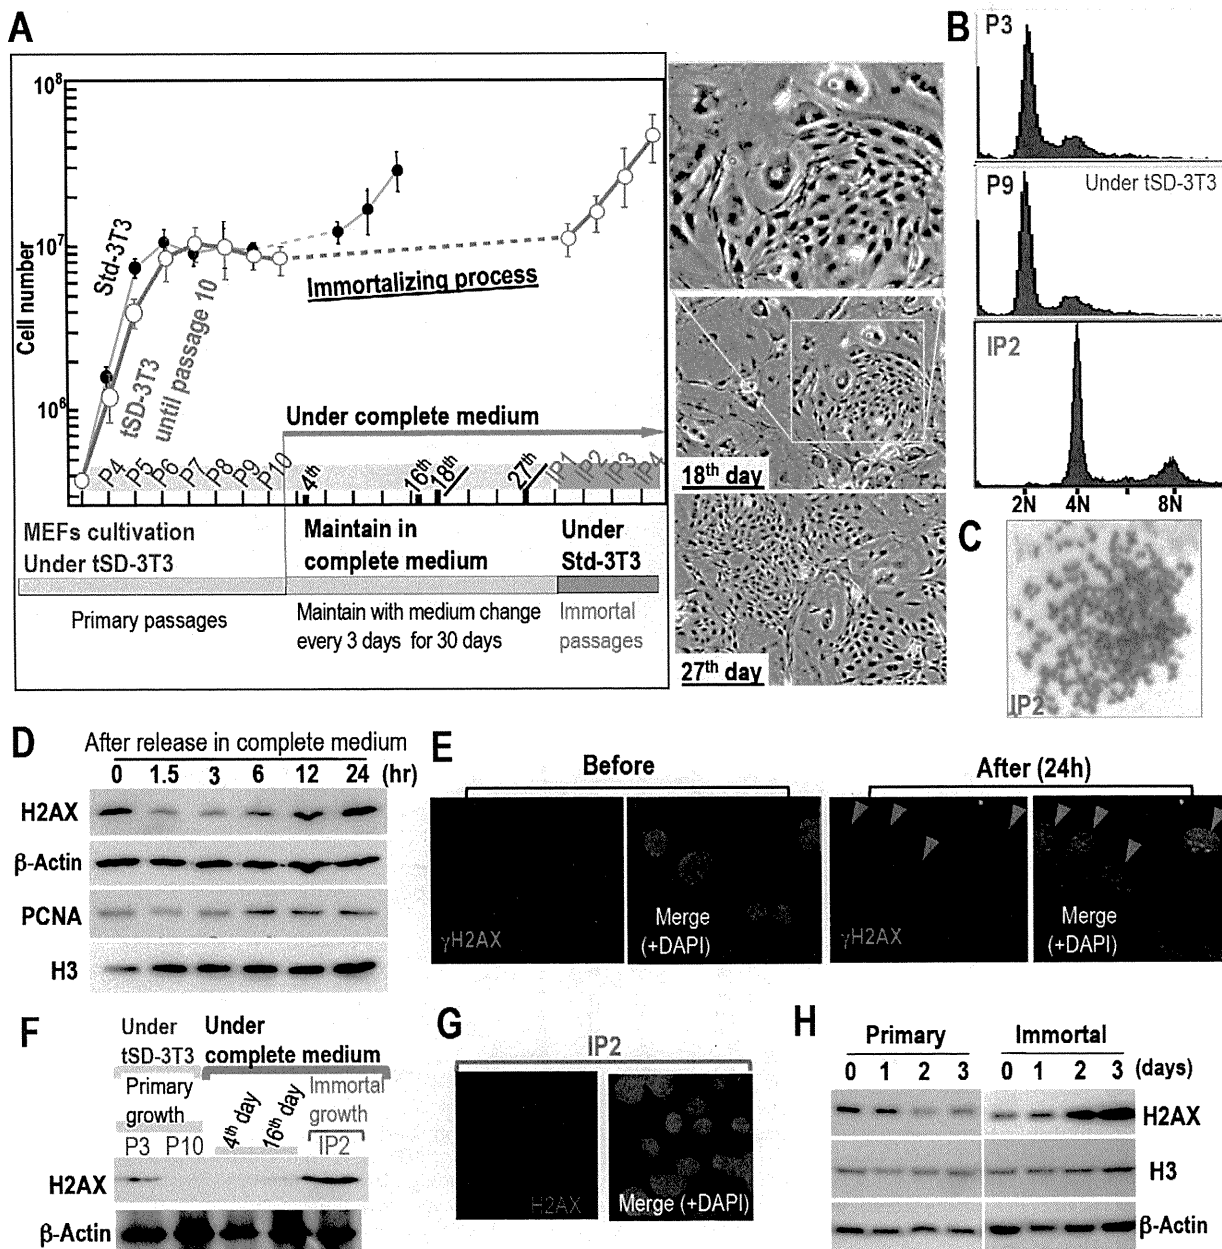 A
10⁸
10⁷
10⁶
Cell number
Std-3T3
tSD-3T3
until passage 10
Immortalizing process
Under complete medium
P4 P5 P6 P7 P8 P9 P10 4th 16th 18th 27th IP1 IP2 IP3 IP4
MEFs cultivation
Under tSD-3T3
Maintain in
complete medium
Under
Std-3T3
Primary passages
Maintain with medium change
every 3 days for 30 days
Immortal
passages
18th day
27th day
B
P3
P9
Under tSD-3T3
IP2
2N 4N 8N
C
IP2
D
After release in complete medium
0 1.5 3 6 12 24 (hr)
H2AX
β-Actin
PCNA
H3
E
Before
After (24h)
γH2AX
Merge
(+DAPI)
γH2AX
Merge
(+DAPI)
F
Under
tSD-3T3
Under
complete medium
Primary
growth
4th day
16th day
Immortal
growth
P3 P10 IP2
H2AX
β-Actin
G
IP2
H2AX
Merge (+DAPI)
H
Primary Immortal
0 1 2 3 0 1 2 3 (days)
H2AX
H3
β-Actin